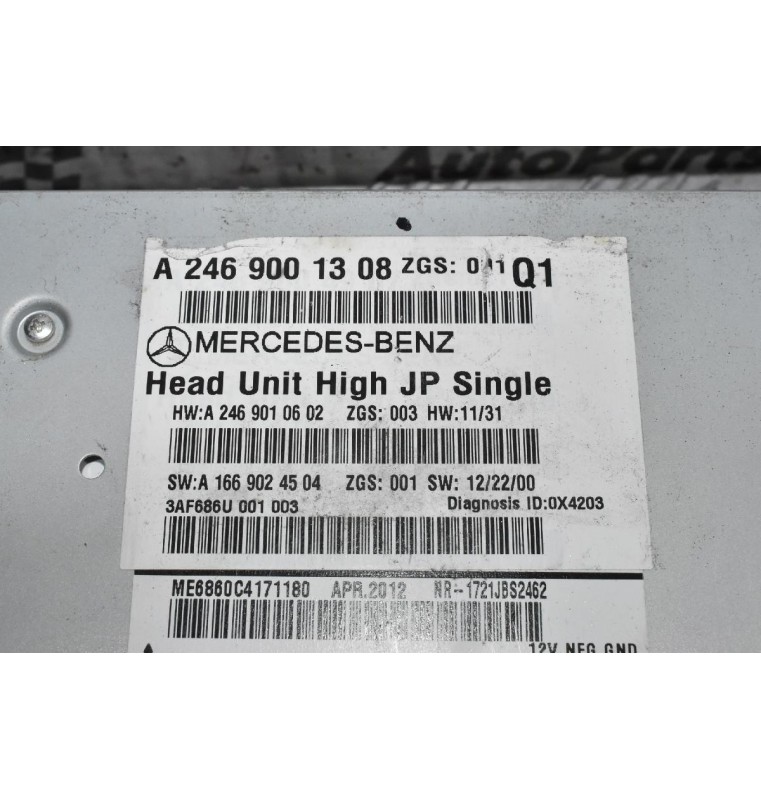 AutoParts
A 246 900 13 08 ZGS: 001 Q1
MERCEDES-BENZ
Head Unit High JP Single
HW:A 246 901 06 02 ZGS: 003 HW:11/31
SW:A 166 902 45 04 ZGS: 001 SW: 12/22/00
3AF686U 001 003 Diagnosis ID:0X4203
ME6860C4171180 APR.2012 NR-1721JBS2462
12V NEG GND